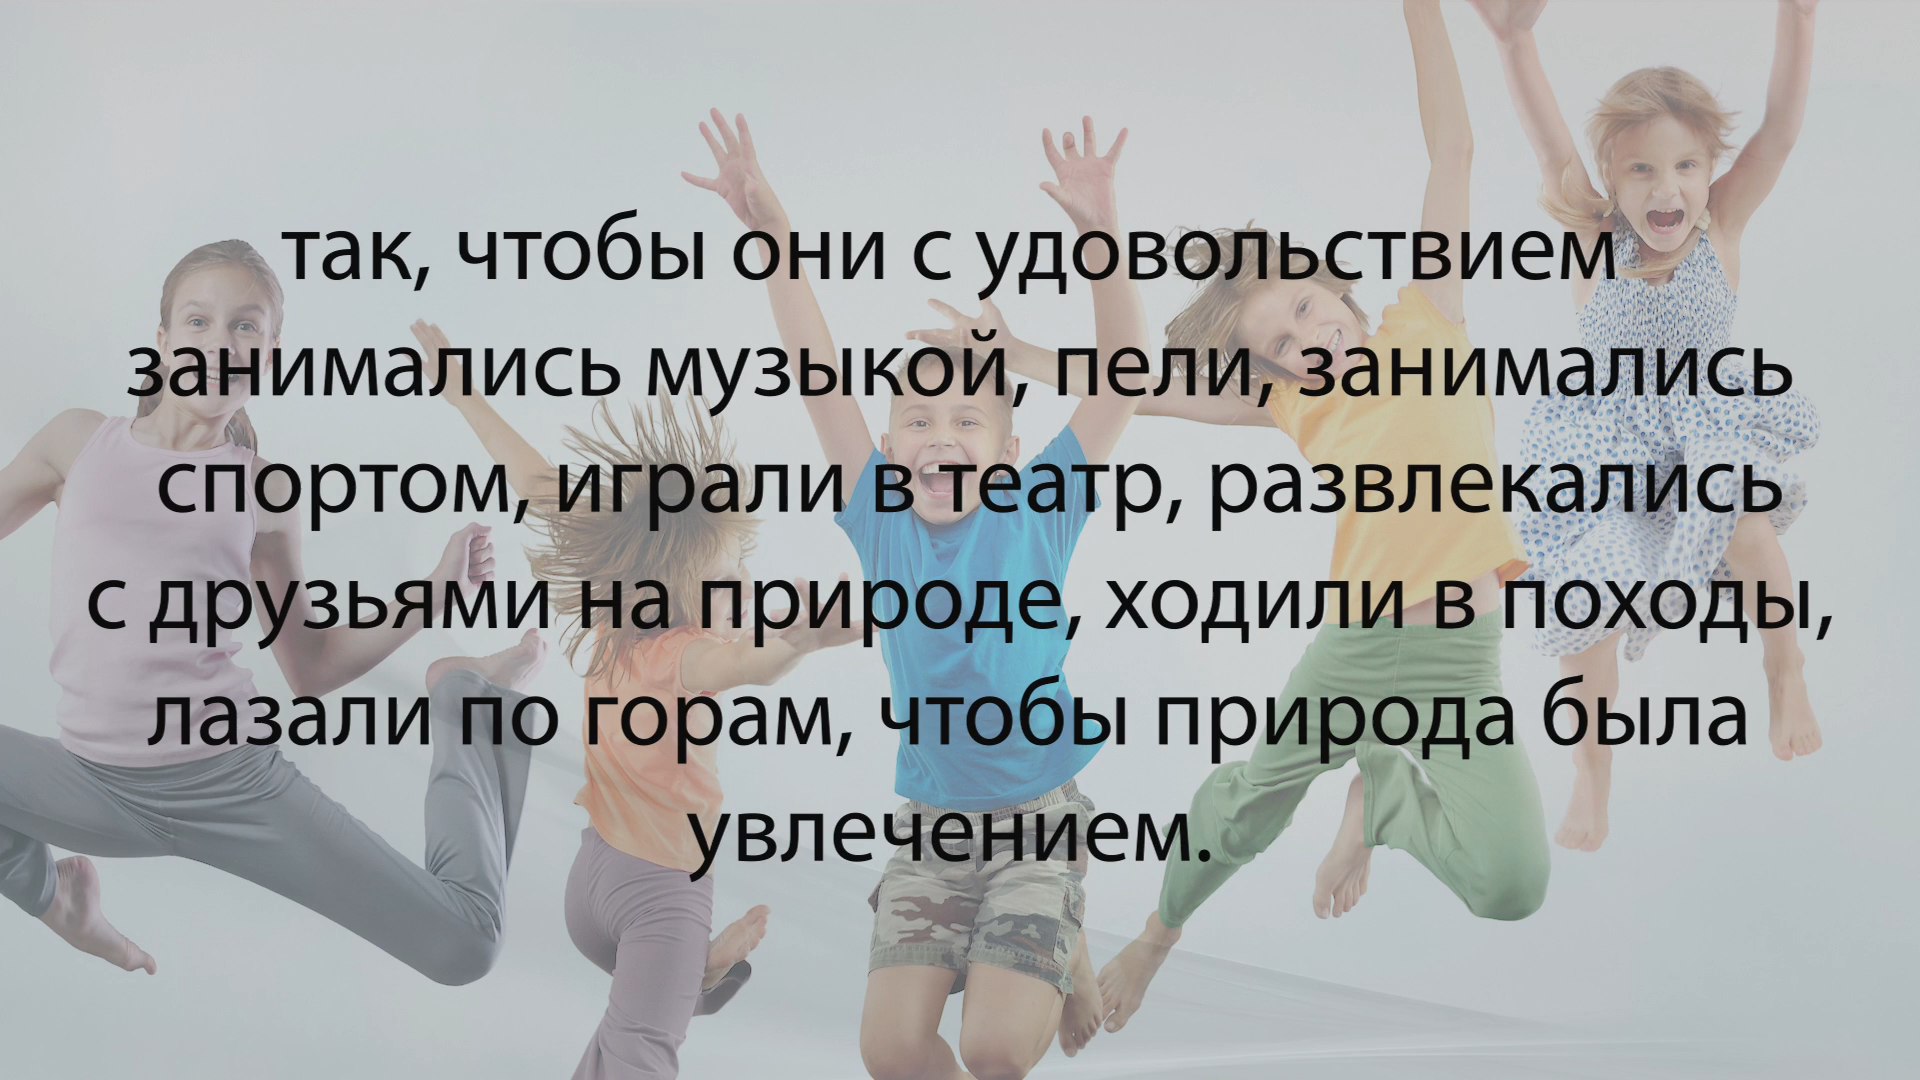 так, чтобы они с удовольствием
занимались музыкой, пели, занимались
спортом, играли в театр, развлекались
с друзьями на природе, ходили в походы,
лазали по горам, чтобы природа была
увлечением.